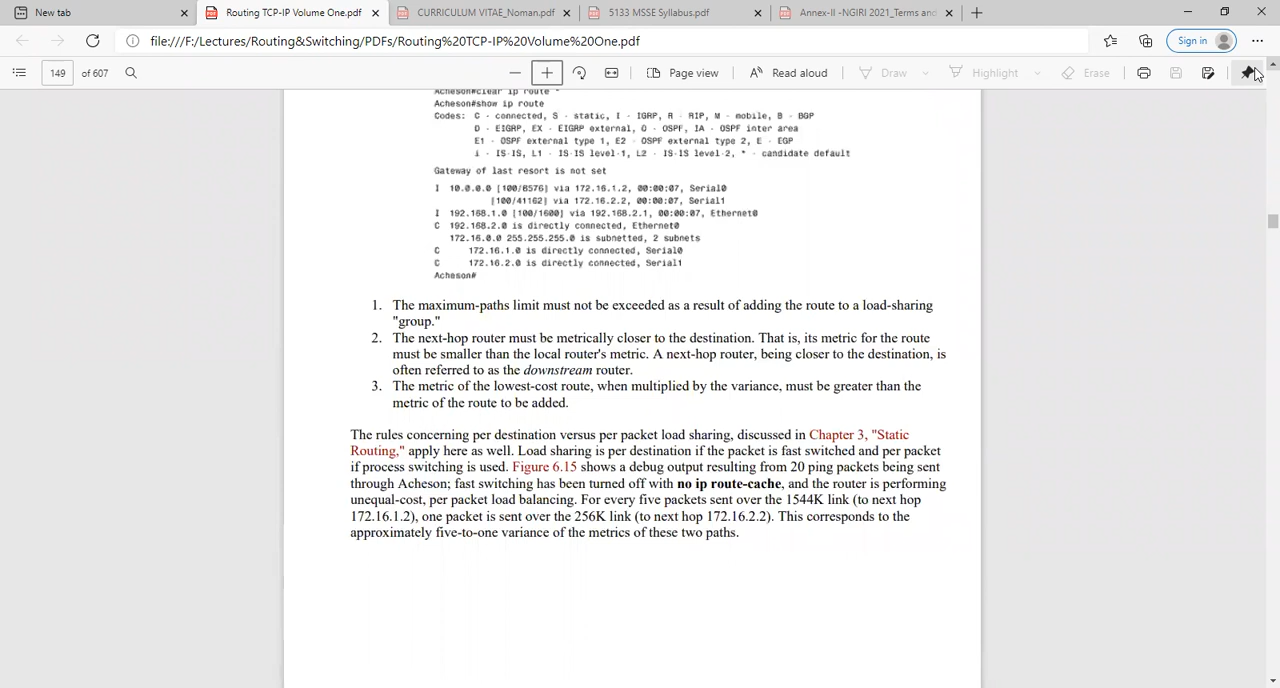 New tab
Routing TCP-IP Volume One.pdf
CURRICULUM VITAE_Noman.pdf
5133 MSSE Syllabus.pdf
Annex-II -NGIRI 2021_Terms and
file:///F:/Lectures/Routing&Switching/PDFs/Routing%20TCP-IP%20Volume%20One.pdf
Sign in
149 of 607
Page view
Read aloud
Draw
Highlight
Erase
Acheson#clear ip route *
Acheson#show ip route
Codes: C - connected, S - static, I - IGRP, R - RIP, M - mobile, B - BGP
D - EIGRP, EX - EIGRP external, O - OSPF, IA - OSPF inter area
E1 - OSPF external type 1, E2 - OSPF external type 2, E - EGP
i - IS-IS, L1 - IS-IS level-1, L2 - IS-IS level-2, * - candidate default
Gateway of last resort is not set
I 10.0.0.0 [100/8576] via 172.16.1.2, 00:00:07, Serial0
[100/41162] via 172.16.2.2, 00:00:07, Serial1
I 192.168.1.0 [100/1600] via 192.168.2.1, 00:00:07, Ethernet0
C 192.168.2.0 is directly connected, Ethernet0
172.16.0.0 255.255.255.0 is subnetted, 2 subnets
C 172.16.1.0 is directly connected, Serial0
C 172.16.2.0 is directly connected, Serial1
Acheson#
1. The maximum-paths limit must not be exceeded as a result of adding the route to a load-sharing
"group."
2. The next-hop router must be metrically closer to the destination. That is, its metric for the route
must be smaller than the local router's metric. A next-hop router, being closer to the destination, is
often referred to as the downstream router.
3. The metric of the lowest-cost route, when multiplied by the variance, must be greater than the
metric of the route to be added.
The rules concerning per destination versus per packet load sharing, discussed in Chapter 3, "Static
Routing," apply here as well. Load sharing is per destination if the packet is fast switched and per packet
if process switching is used. Figure 6.15 shows a debug output resulting from 20 ping packets being sent
through Acheson; fast switching has been turned off with no ip route-cache, and the router is performing
unequal-cost, per packet load balancing. For every five packets sent over the 1544K link (to next hop
172.16.1.2), one packet is sent over the 256K link (to next hop 172.16.2.2). This corresponds to the
approximately five-to-one variance of the metrics of these two paths.